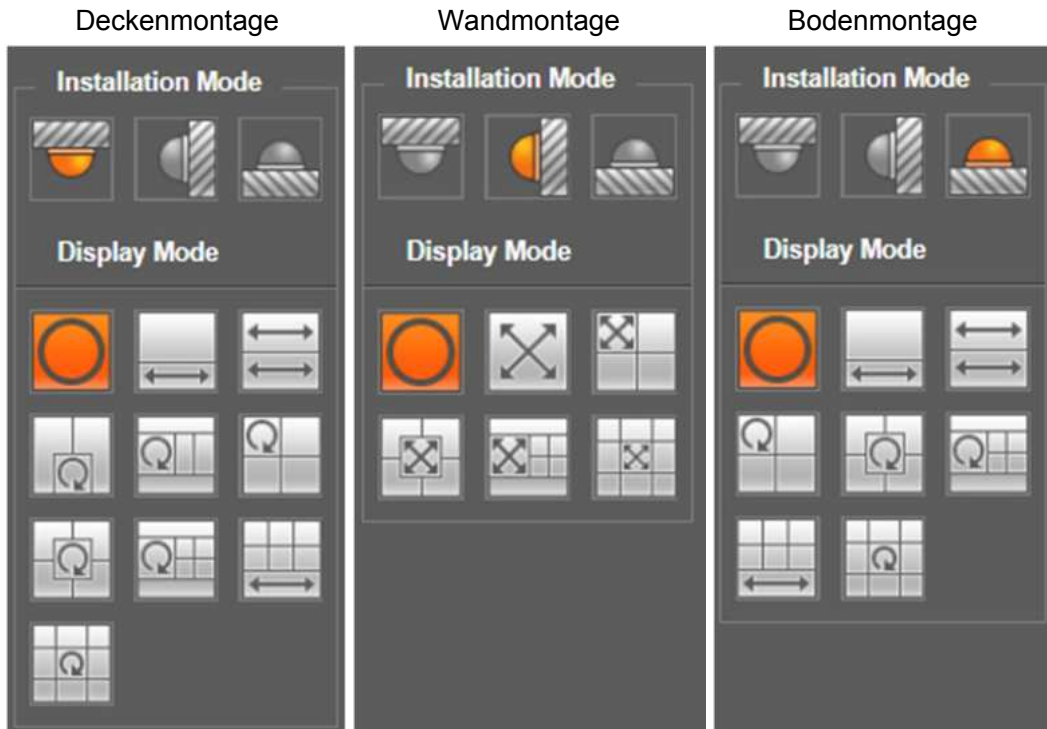 Deckenmontage
Wandmontage
Bodenmontage
Installation Mode
Installation Mode
Installation Mode
Display Mode
Display Mode
Display Mode